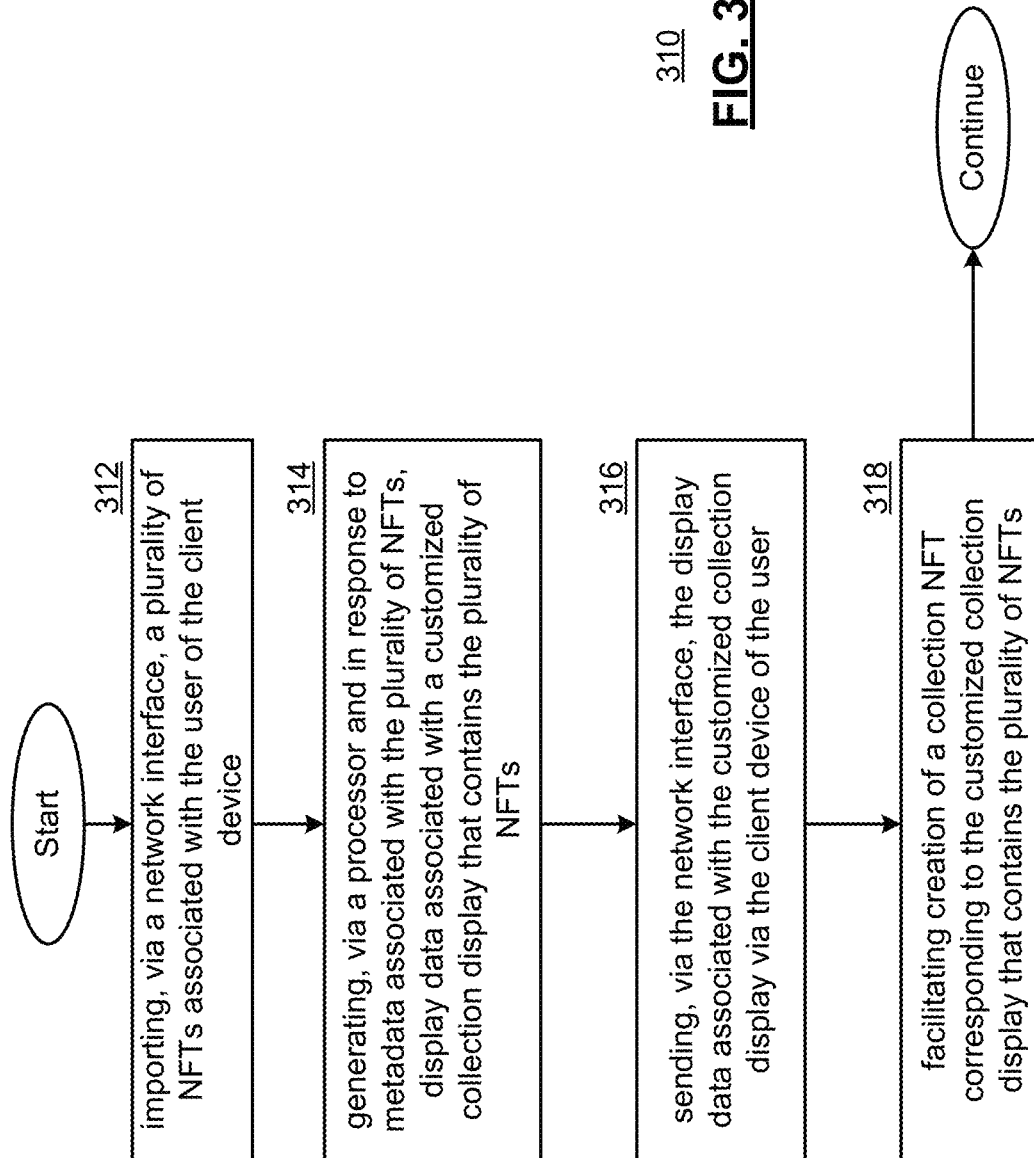 Start
312
importing, via a network interface, a plurality of
NFTs associated with the user of the client
device
314
generating, via a processor and in response to
metadata associated with the plurality of NFTs,
display data associated with a customized
collection display that contains the plurality of
NFTs
316
sending, via the network interface, the display
data associated with the customized collection
display via the client device of the user
318
facilitating creation of a collection NFT
corresponding to the customized collection
display that contains the plurality of NFTs
Continue
310
FIG. 3